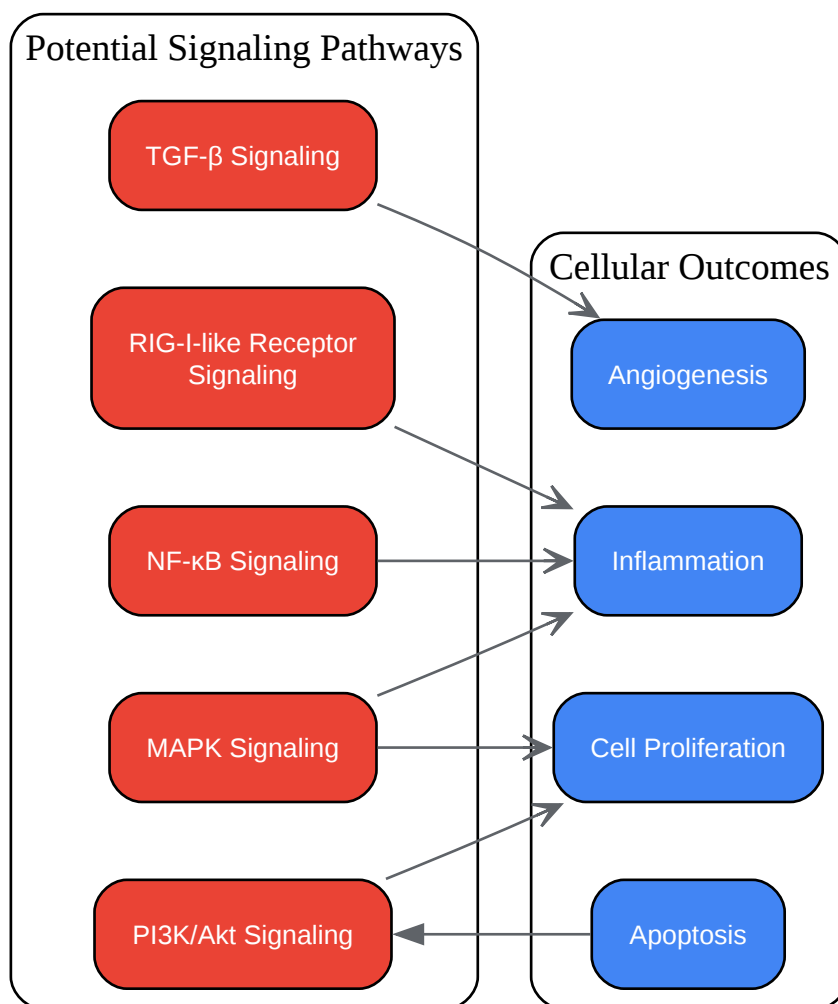 Potential Signaling Pathways
TGF-β Signaling
RIG-I-like Receptor
Signaling
NF-κB Signaling
MAPK Signaling
PI3K/Akt Signaling
Cellular Outcomes
Angiogenesis
Inflammation
Cell Proliferation
Apoptosis